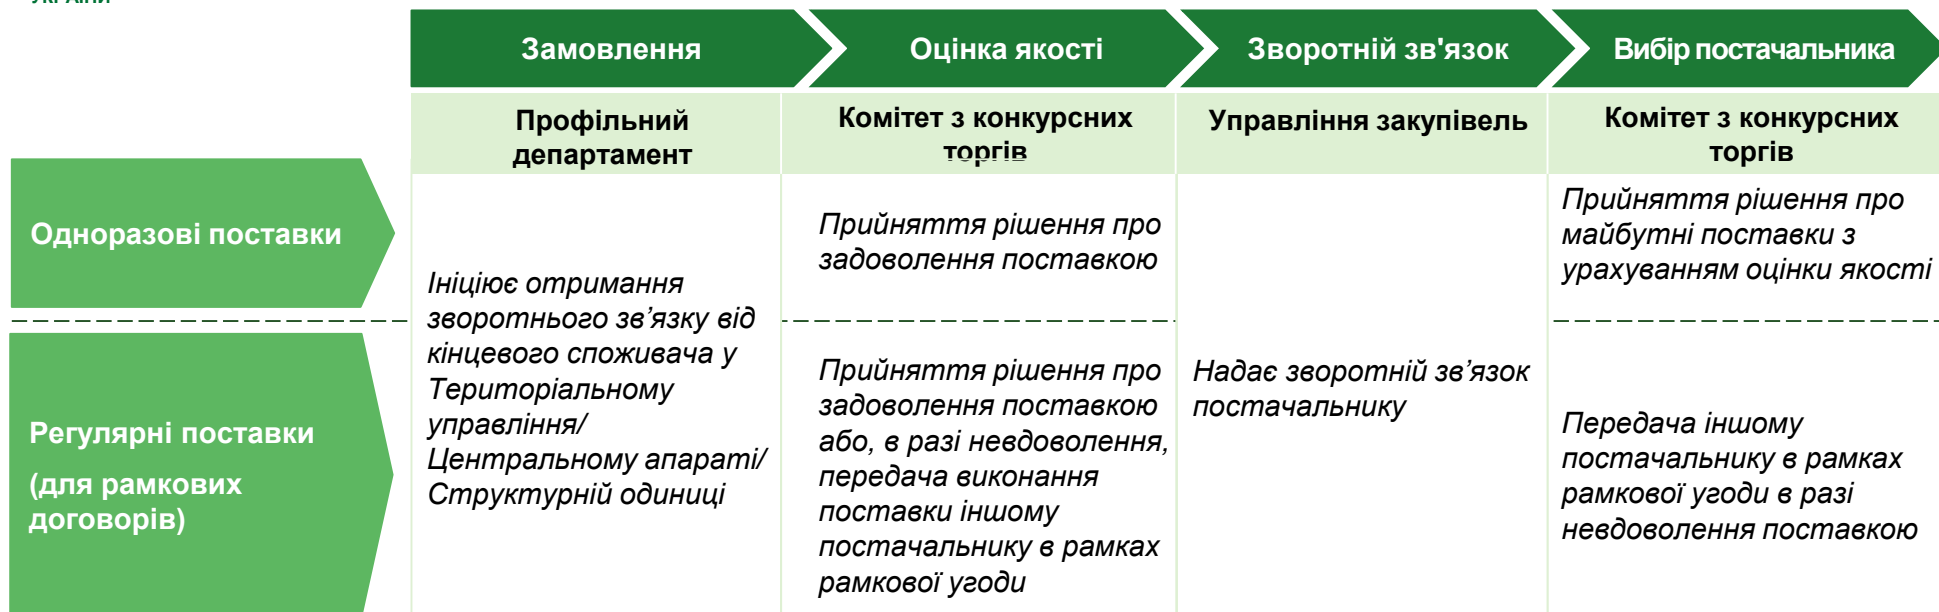 УКРАЇНИ
Замовлення
Оцінка якості
Зворотній зв'язок
Вибір постачальника
Профільний
департамент
Комітет з конкурсних
торгів
Управління закупівель
Комітет з конкурсних
торгів
Одноразові поставки
Ініціює отримання
зворотнього зв’язку від
кінцевого споживача у
Територіальному
управління/
Центральному апараті/
Структурній одиниці
Прийняття рішення про
задоволення поставкою
Надає зворотній зв’язок
постачальнику
Прийняття рішення про
майбутні поставки з
урахуванням оцінки якості
Регулярні поставки
(для рамкових
договорів)
Прийняття рішення про
задоволення поставкою
або, в разі невдоволення,
передача виконання
поставки іншому
постачальнику в рамках
рамкової угоди
Передача іншому
постачальнику в рамках
рамкової угоди в разі
невдоволення поставкою